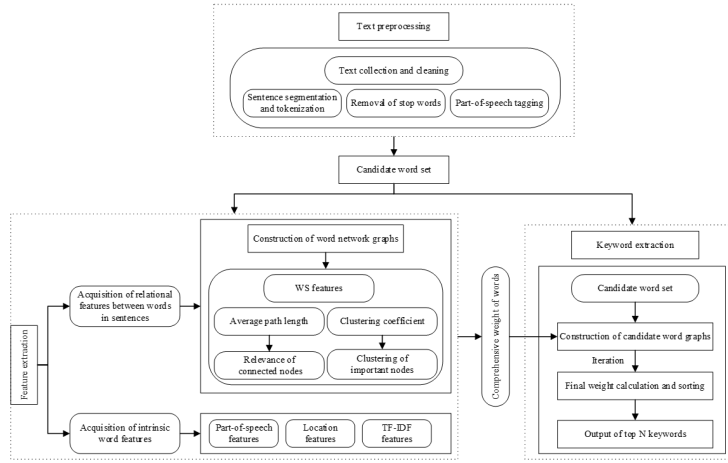 Text preprocessing
Text collection and cleaning
Sentence segmentation
and tokenization
Removal of stop words
Part-of-speech tagging
Candidate word set
Feature extraction
Acquisition of relational
features between words
in sentences
Acquisition of intrinsic
word features
Construction of word network graphs
WS features
Average path length
Clustering coefficient
Relevance of
connected nodes
Clustering of
important nodes
Part-of-speech
features
Location
features
TF-IDF
features
Comprehensive weight of words
Keyword extraction
Candidate word set
Construction of candidate word graphs
Iteration
Final weight calculation and sorting
Output of top N keywords